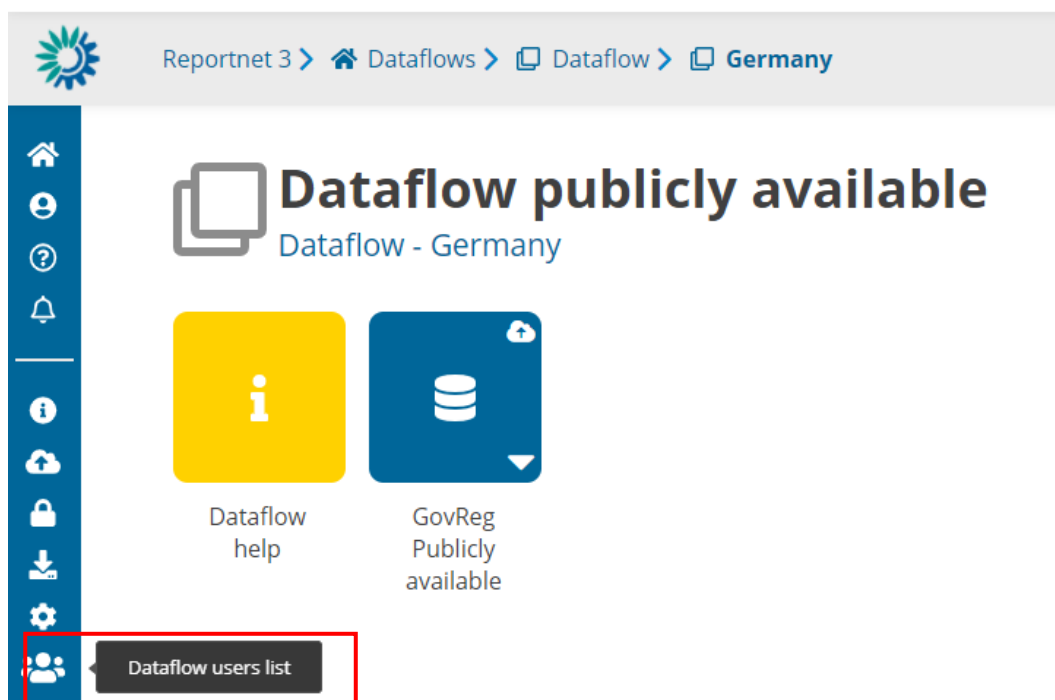 Reportnet 3 Dataflows Dataflow Germany
Dataflow publicly available
Dataflow - Germany
Dataflow
help
GovReg
Publicly
available
Dataflow users list